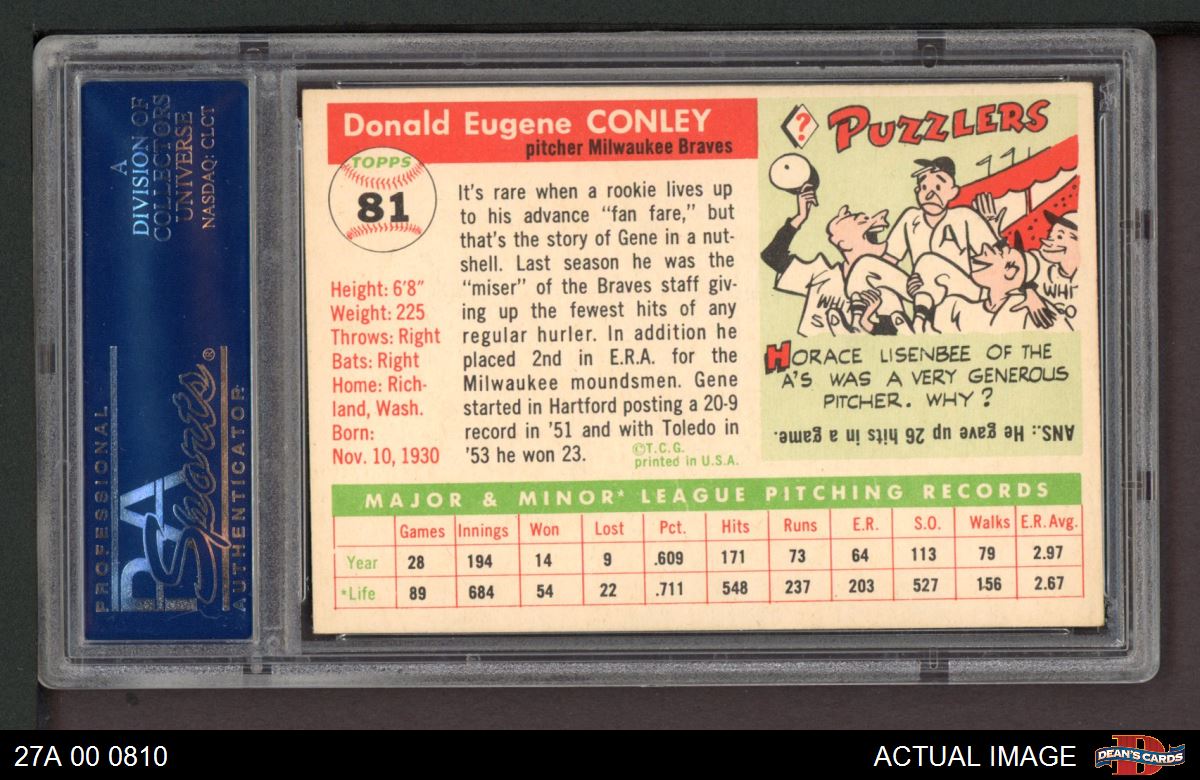 A
DIVISION OF
COLLECTORS
UNIVERSE
NASDAQ: CLCT
PROFESSIONAL
PSA
Sports®
AUTHENTICATOR
Donald Eugene CONLEY
pitcher Milwaukee Braves
TOPPS
81
Height: 6'8"
Weight: 225
Throws: Right
Bats: Right
Home: Rich-
land, Wash.
Born:
Nov. 10, 1930
It's rare when a rookie lives up
to his advance "fan fare," but
that's the story of Gene in a nut-
shell. Last season he was the
"miser" of the Braves staff giv-
ing up the fewest hits of any
regular hurler. In addition he
placed 2nd in E.R.A. for the
Milwaukee moundsmen. Gene
started in Hartford posting a 20-9
record in '51 and with Toledo in
'53 he won 23.
©T.C.G.
printed in U.S.A.
?
PUZZLERS
A
WHI
SO
WHI
SO
HORACE LISENBEE OF THE
A'S WAS A VERY GENEROUS
PITCHER. WHY?
ANS.: He gave up 26 hits in a game.
MAJOR & MINOR* LEAGUE PITCHING RECORDS
Games Innings Won Lost Pct. Hits Runs E.R. S.O. Walks E.R. Avg.
Year 28 194 14 9 .609 171 73 64 113 79 2.97
*Life 89 684 54 22 .711 548 237 203 527 156 2.67
27A 00 0810
ACTUAL IMAGE
D
DEAN'S CARDS